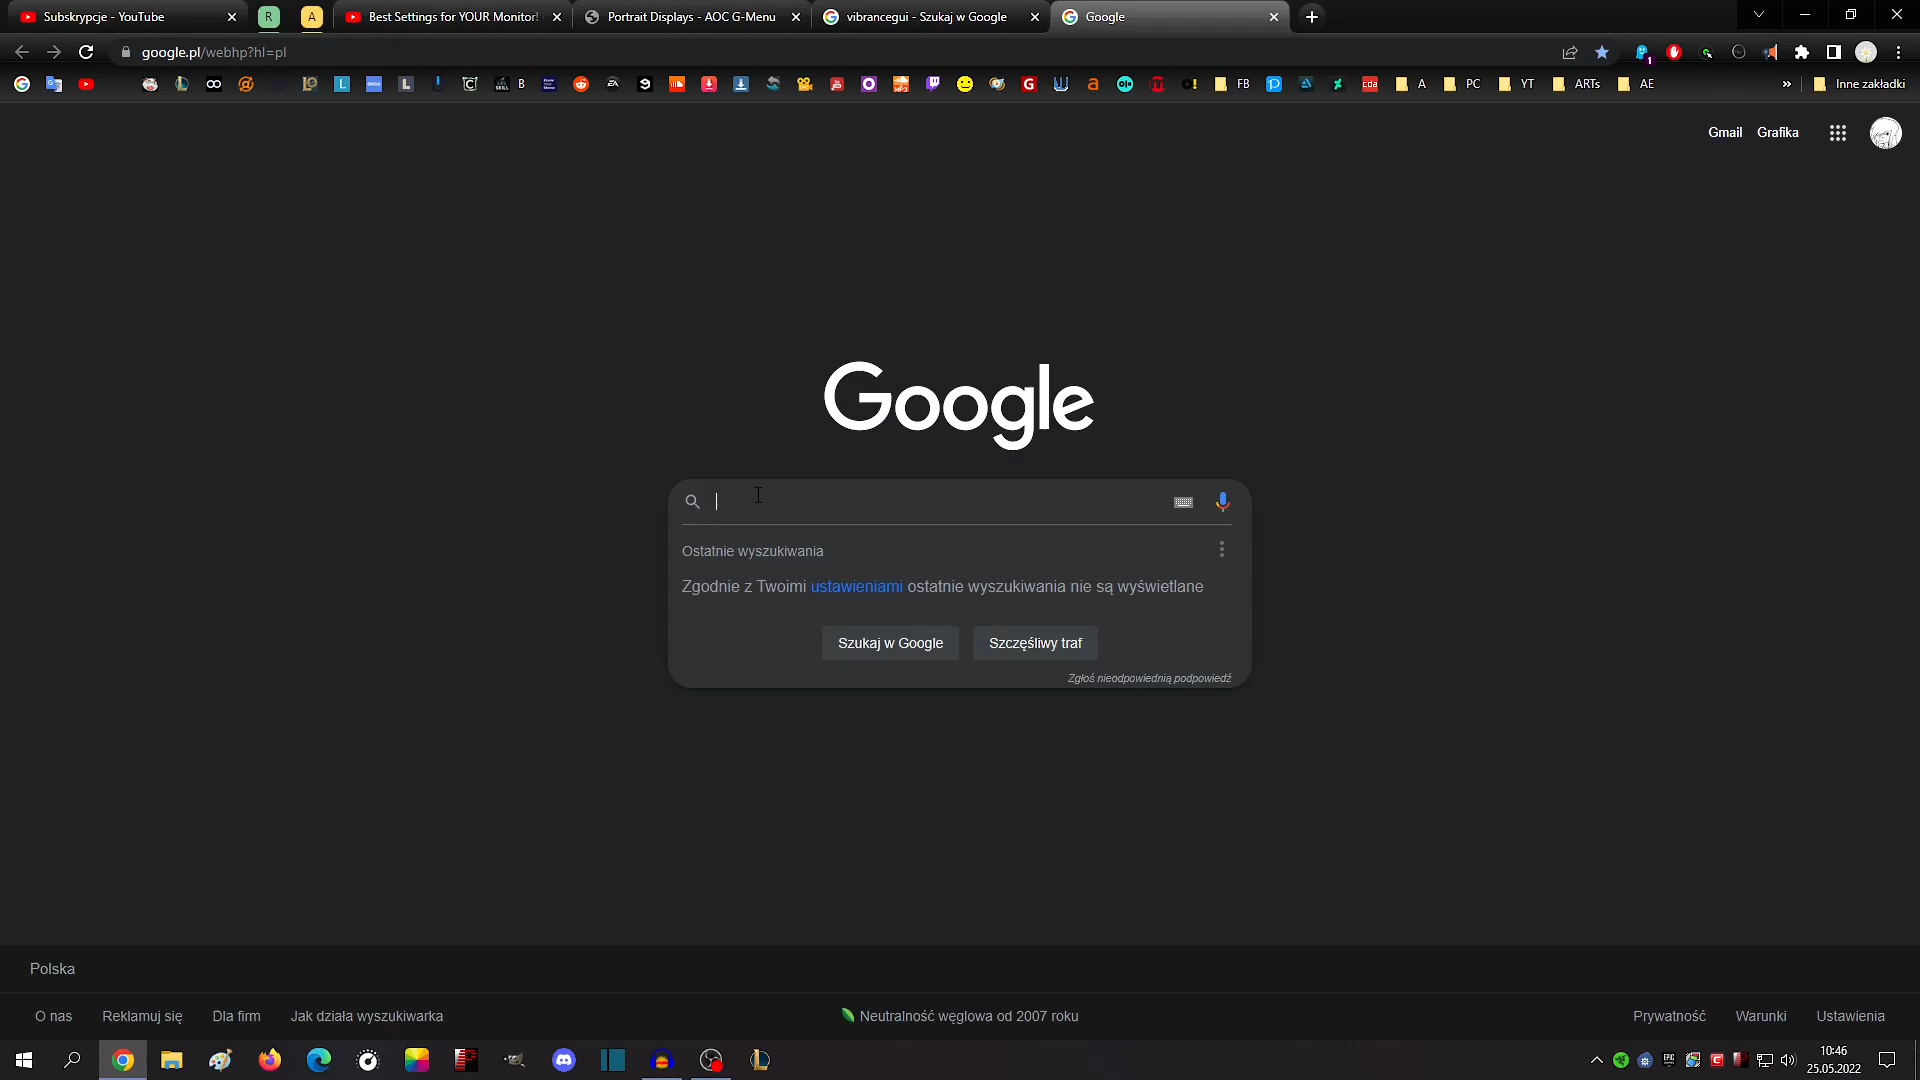 Subskrypcje - YouTube
R
A
Best Settings for YOUR Monitor!
Portrait Displays - AOC G-Menu
vibrancegui - Szukaj w Google
Google
google.pl/webhp?hl=pl
B
FB
A
PC
YT
ARTs
AE
Inne zakładki
Gmail
Grafika
Google
Ostatnie wyszukiwania
Zgodnie z Twoimi ustawieniami ostatnie wyszukiwania nie są wyświetlane
Szukaj w Google
Szczęśliwy traf
Zgłoś nieodpowiednią podpowiedź
Polska
O nas
Reklamuj się
Dla firm
Jak działa wyszukiwarka
Neutralność węglowa od 2007 roku
Prywatność
Warunki
Ustawienia
10:46
25.05.2022